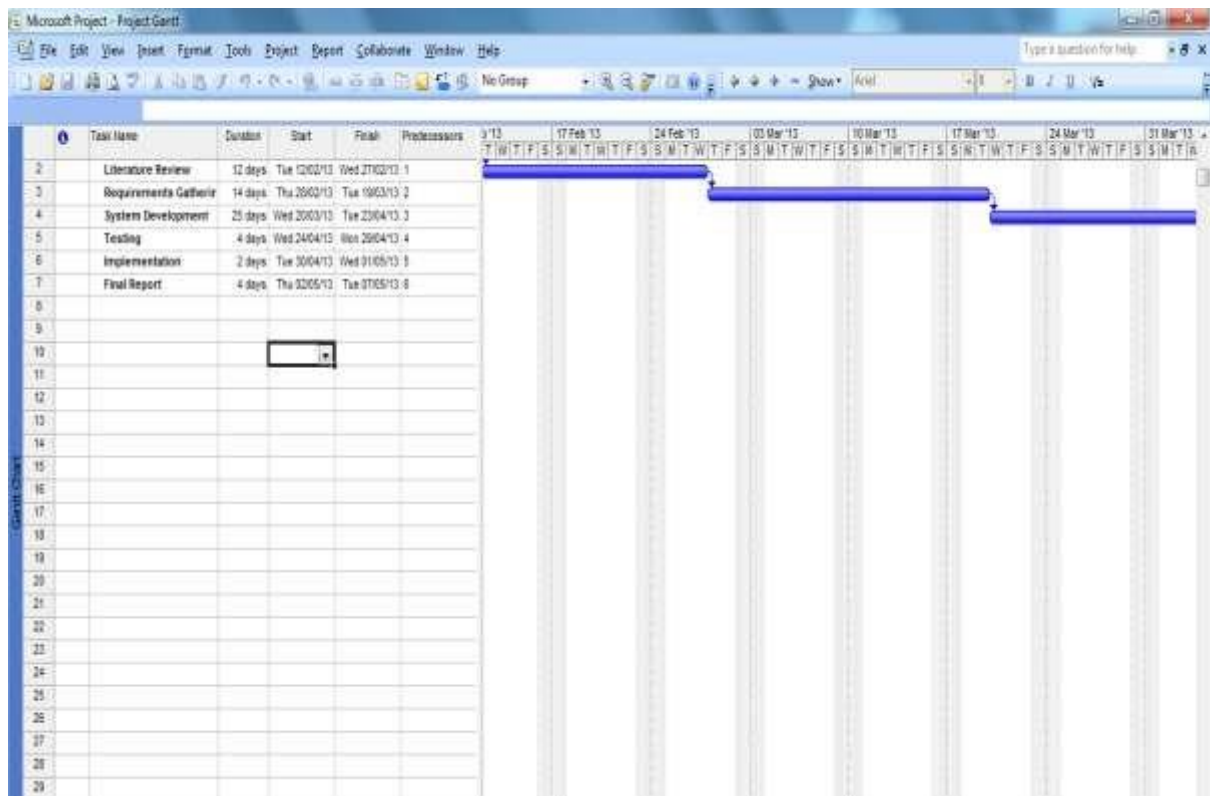 Microsoft Project - Project Gantt
File Edit View Insert Format Tools Project Report Collaborate Window Help Type a question for help
No Group Show Arial 8 B I U
Task Name Duration Start Finish Predecessors '13 17 Feb '13 24 Feb '13 03 Mar '13 10 Mar '13 17 Mar '13 24 Mar '13 31 Mar '13
T W T F S S M T W T F S S M T W T F S S M T W T F S S M T W T F S S M T W T F S S M T W T F S S M T
2 Literature Review 12 days Tue 12/02/13 Wed 27/02/13 1
3 Requirements Gatherin 14 days Thu 28/02/13 Tue 19/03/13 2
4 System Development 25 days Wed 20/03/13 Tue 23/04/13 3
5 Testing 4 days Wed 24/04/13 Mon 29/04/13 4
6 Implementation 2 days Tue 30/04/13 Wed 01/05/13 5
7 Final Report 4 days Thu 02/05/13 Tue 07/05/13 6
8
9
10
11
12
13
14
15
16
17
18
19
20
21
22
23
24
25
26
27
28
29
Gantt Chart